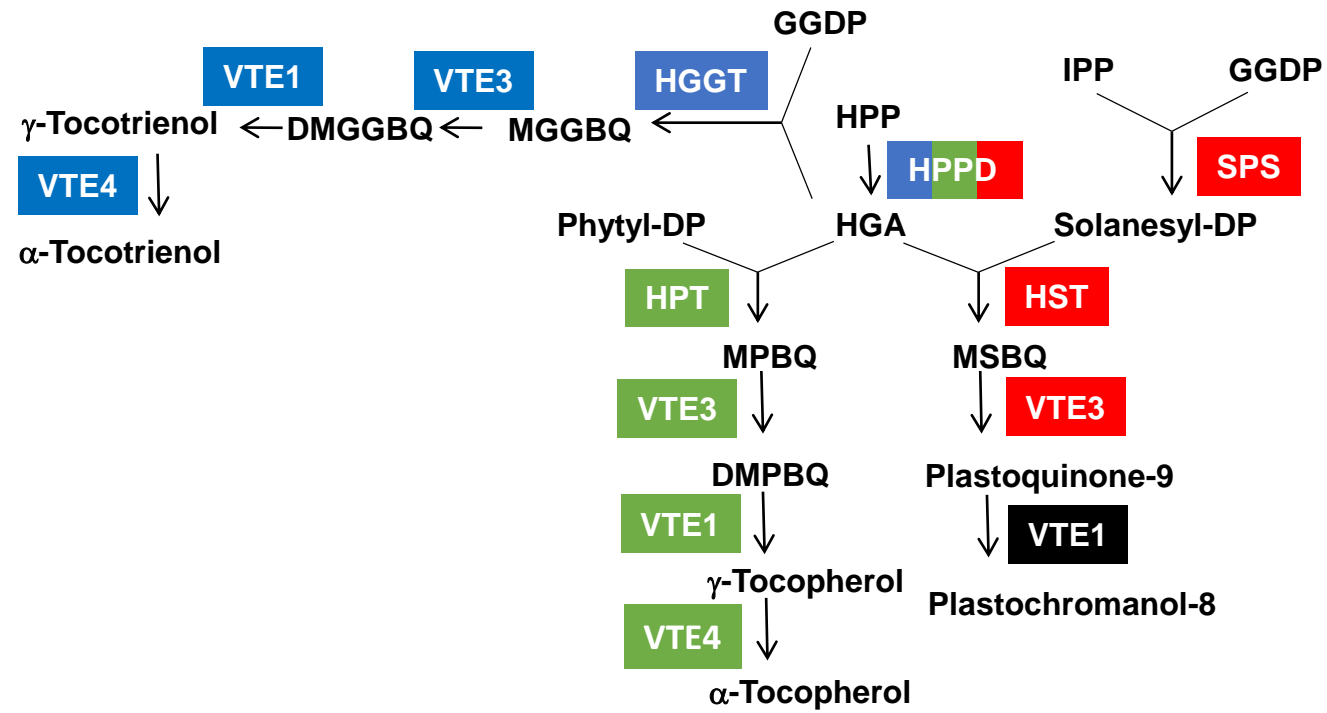 GGDP
IPP GGDP
VTE1 VTE3 HGGT
HPP
γ-Tocotrienol DMGGBQ MGGBQ
HPPD SPS
VTE4
Phytyl-DP HGA Solanesyl-DP
α-Tocotrienol
HPT HST
MPBQ MSBQ
VTE3 VTE3
DMPBQ Plastoquinone-9
VTE1 VTE1
γ-Tocopherol
Plastochromanol-8
VTE4
α-Tocopherol